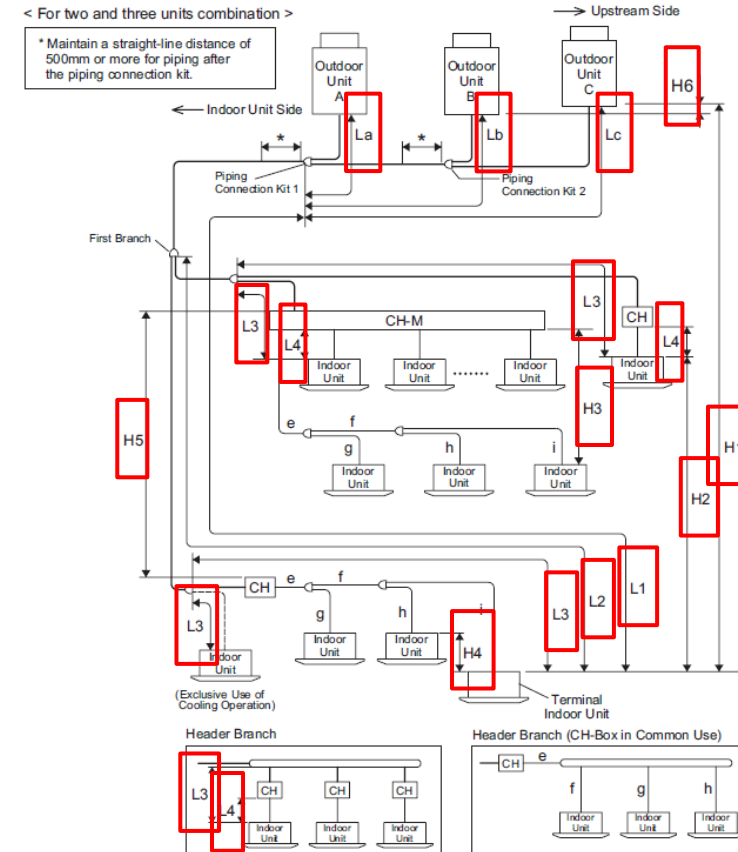 < For two and three units combination >
Upstream Side
* Maintain a straight-line distance of
500mm or more for piping after
the piping connection kit.
Outdoor
Unit
A
Outdoor
Unit
B
Outdoor
Unit
C
H6
Indoor Unit Side
La
Lb
Lc
*
*
Piping
Connection Kit 1
Piping
Connection Kit 2
First Branch
L3
L3
CH-M
CH
L4
L4
Indoor
Unit
Indoor
Unit
.......
Indoor
Unit
Indoor
Unit
H3
H5
e
f
g
h
i
H2
Indoor
Unit
Indoor
Unit
Indoor
Unit
CH
e
f
g
h
i
L3
L3
L2
L1
Indoor
Unit
Indoor
Unit
Indoor
Unit
H4
(Exclusive Use of
Cooling Operation)
Terminal
Indoor Unit
Header Branch
Header Branch (CH-Box in Common Use)
L3
L4
CH
CH
CH
Indoor
Unit
Indoor
Unit
Indoor
Unit
CH
e
f
g
h
Indoor
Unit
Indoor
Unit
Indoor
Unit